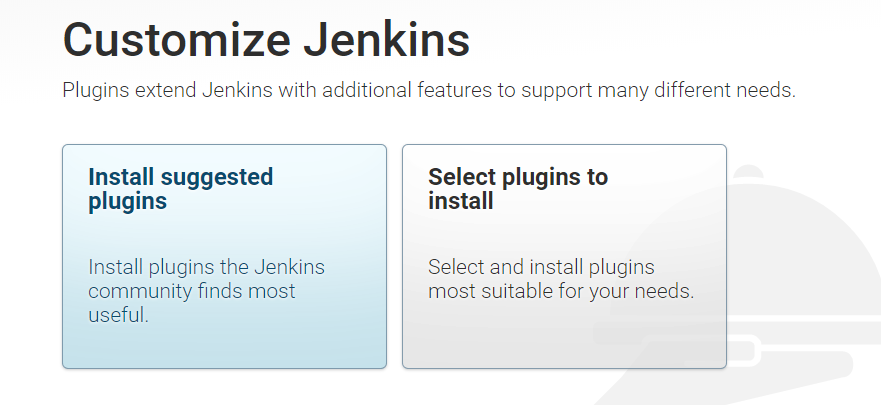 Customize Jenkins
Plugins extend Jenkins with additional features to support many different needs.
Install suggested
plugins
Install plugins the Jenkins
community finds most
useful.
Select plugins to
install
Select and install plugins
most suitable for your needs.